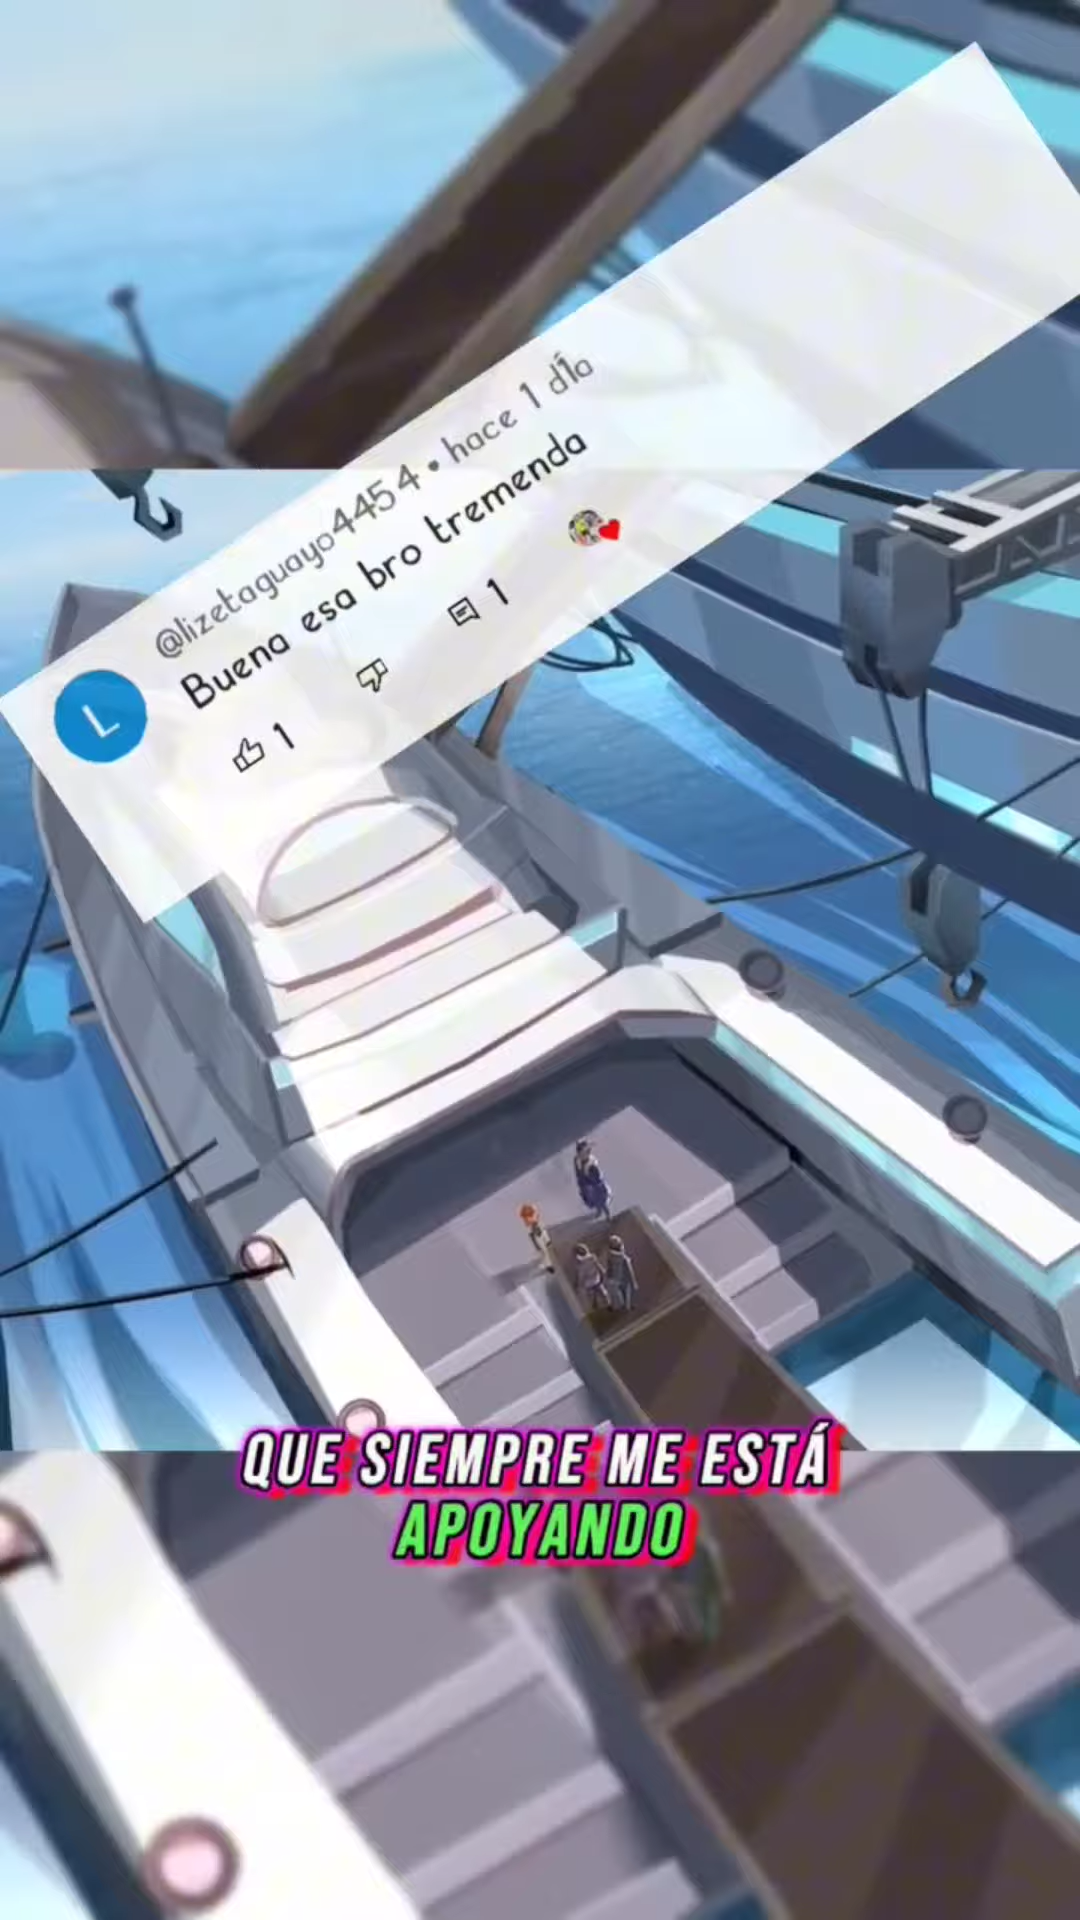 @lizetaguayo4454 • hace 1 día
Buena esa bro tremenda
1
1
L
QUE SIEMPRE ME ESTÁ
APOYANDO